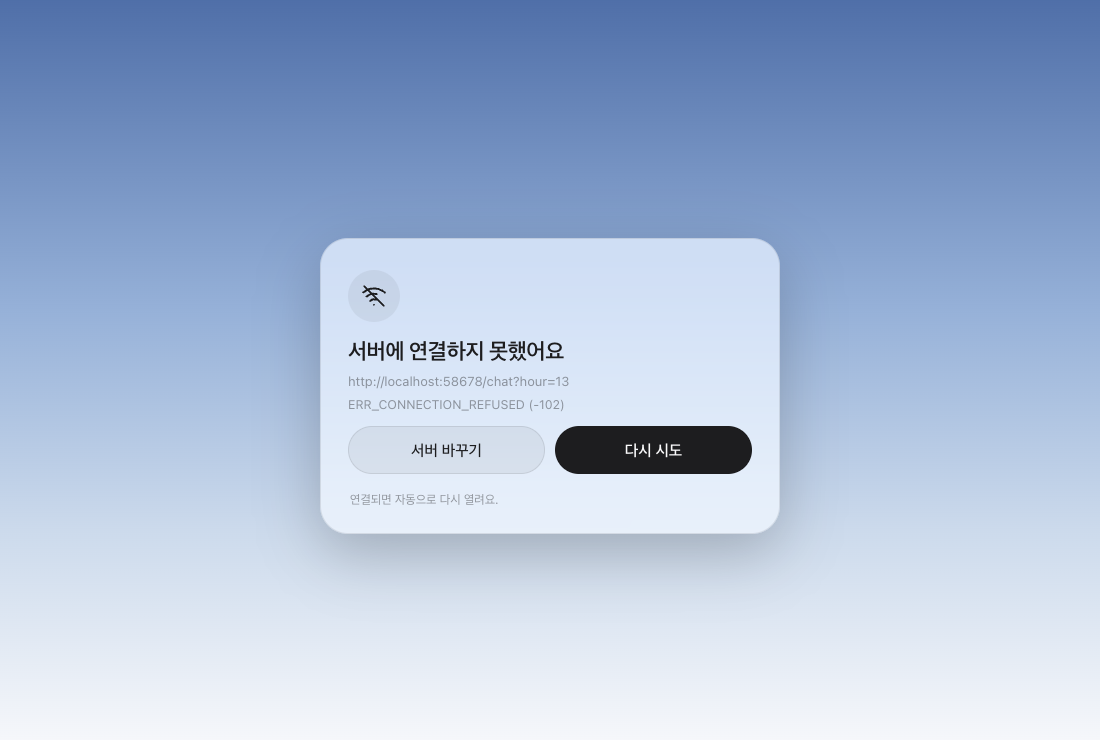 서버에 연결하지 못했어요
http://localhost:58678/chat?hour=13
ERR_CONNECTION_REFUSED (-102)
서버 바꾸기
다시 시도
연결되면 자동으로 다시 열려요.